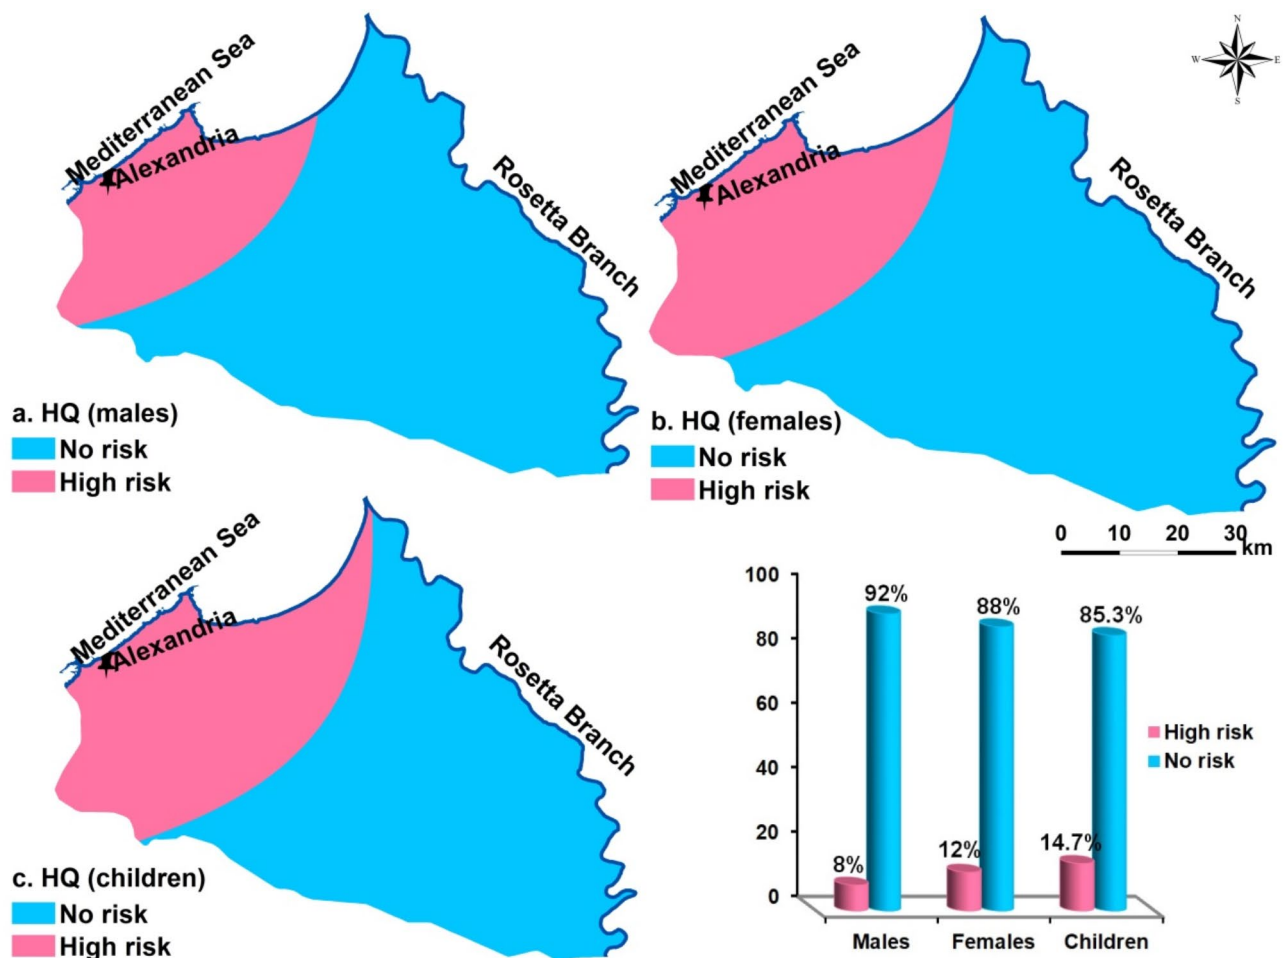 Mediterranean Sea
Alexandria
Rosetta Branch
a. HQ (males)
No risk
High risk
Mediterranean Sea
Alexandria
Rosetta Branch
b. HQ (females)
No risk
High risk
N
W
E
S
0 10 20 30 km
Mediterranean Sea
Alexandria
Rosetta Branch
c. HQ (children)
No risk
High risk
100
80
60
40
20
0
8%
92%
12%
88%
14.7%
85.3%
Males Females Children
High risk
No risk